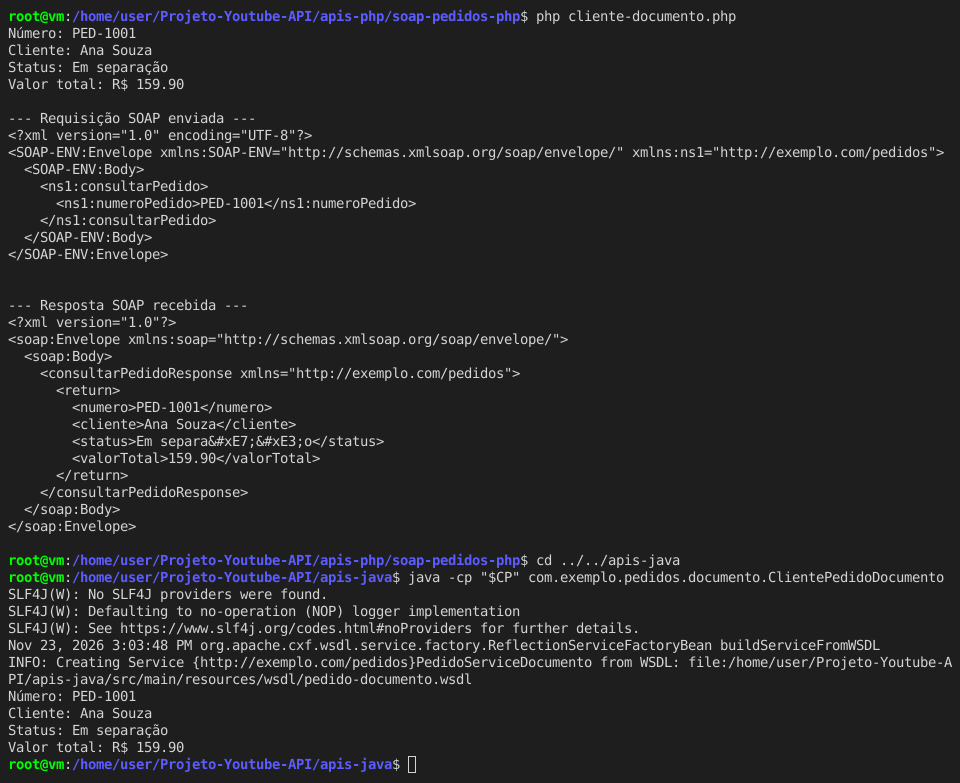 root@vm:/home/user/Projeto-Youtube-API/apis-php/soap-pedidos-php$ php cliente-documento.php
Número: PED-1001
Cliente: Ana Souza
Status: Em separação
Valor total: R$ 159.90

--- Requisição SOAP enviada ---
<?xml version="1.0" encoding="UTF-8"?>
<SOAP-ENV:Envelope xmlns:SOAP-ENV="http://schemas.xmlsoap.org/soap/envelope/" xmlns:ns1="http://exemplo.com/pedidos">
  <SOAP-ENV:Body>
    <ns1:consultarPedido>
      <ns1:numeroPedido>PED-1001</ns1:numeroPedido>
    </ns1:consultarPedido>
  </SOAP-ENV:Body>
</SOAP-ENV:Envelope>


--- Resposta SOAP recebida ---
<?xml version="1.0"?>
<soap:Envelope xmlns:soap="http://schemas.xmlsoap.org/soap/envelope/">
  <soap:Body>
    <consultarPedidoResponse xmlns="http://exemplo.com/pedidos">
      <return>
        <numero>PED-1001</numero>
        <cliente>Ana Souza</cliente>
        <status>Em separa&#xE7;&#xE3;o</status>
        <valorTotal>159.90</valorTotal>
      </return>
    </consultarPedidoResponse>
  </soap:Body>
</soap:Envelope>

root@vm:/home/user/Projeto-Youtube-API/apis-php/soap-pedidos-php$ cd ../../apis-java
root@vm:/home/user/Projeto-Youtube-API/apis-java$ java -cp "$CP" com.exemplo.pedidos.documento.ClientePedidoDocumento
SLF4J(W): No SLF4J providers were found.
SLF4J(W): Defaulting to no-operation (NOP) logger implementation
SLF4J(W): See https://www.slf4j.org/codes.html#noProviders for further details.
Nov 23, 2026 3:03:48 PM org.apache.cxf.wsdl.service.factory.ReflectionServiceFactoryBean buildServiceFromWSDL
INFO: Creating Service {http://exemplo.com/pedidos}PedidoServiceDocumento from WSDL: file:/home/user/Projeto-Youtube-A
PI/apis-java/src/main/resources/wsdl/pedido-documento.wsdl
Número: PED-1001
Cliente: Ana Souza
Status: Em separação
Valor total: R$ 159.90
root@vm:/home/user/Projeto-Youtube-API/apis-java$